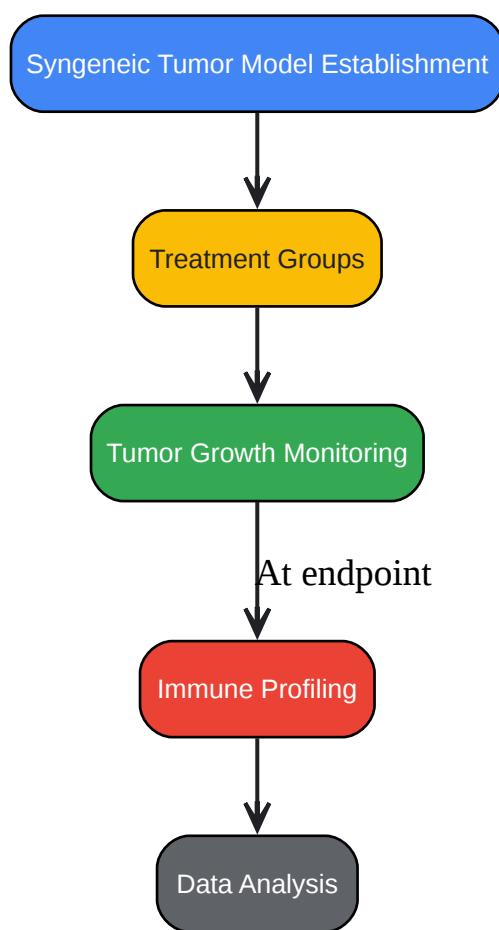 Syngeneic Tumor Model Establishment
Treatment Groups
Tumor Growth Monitoring
At endpoint
Immune Profiling
Data Analysis